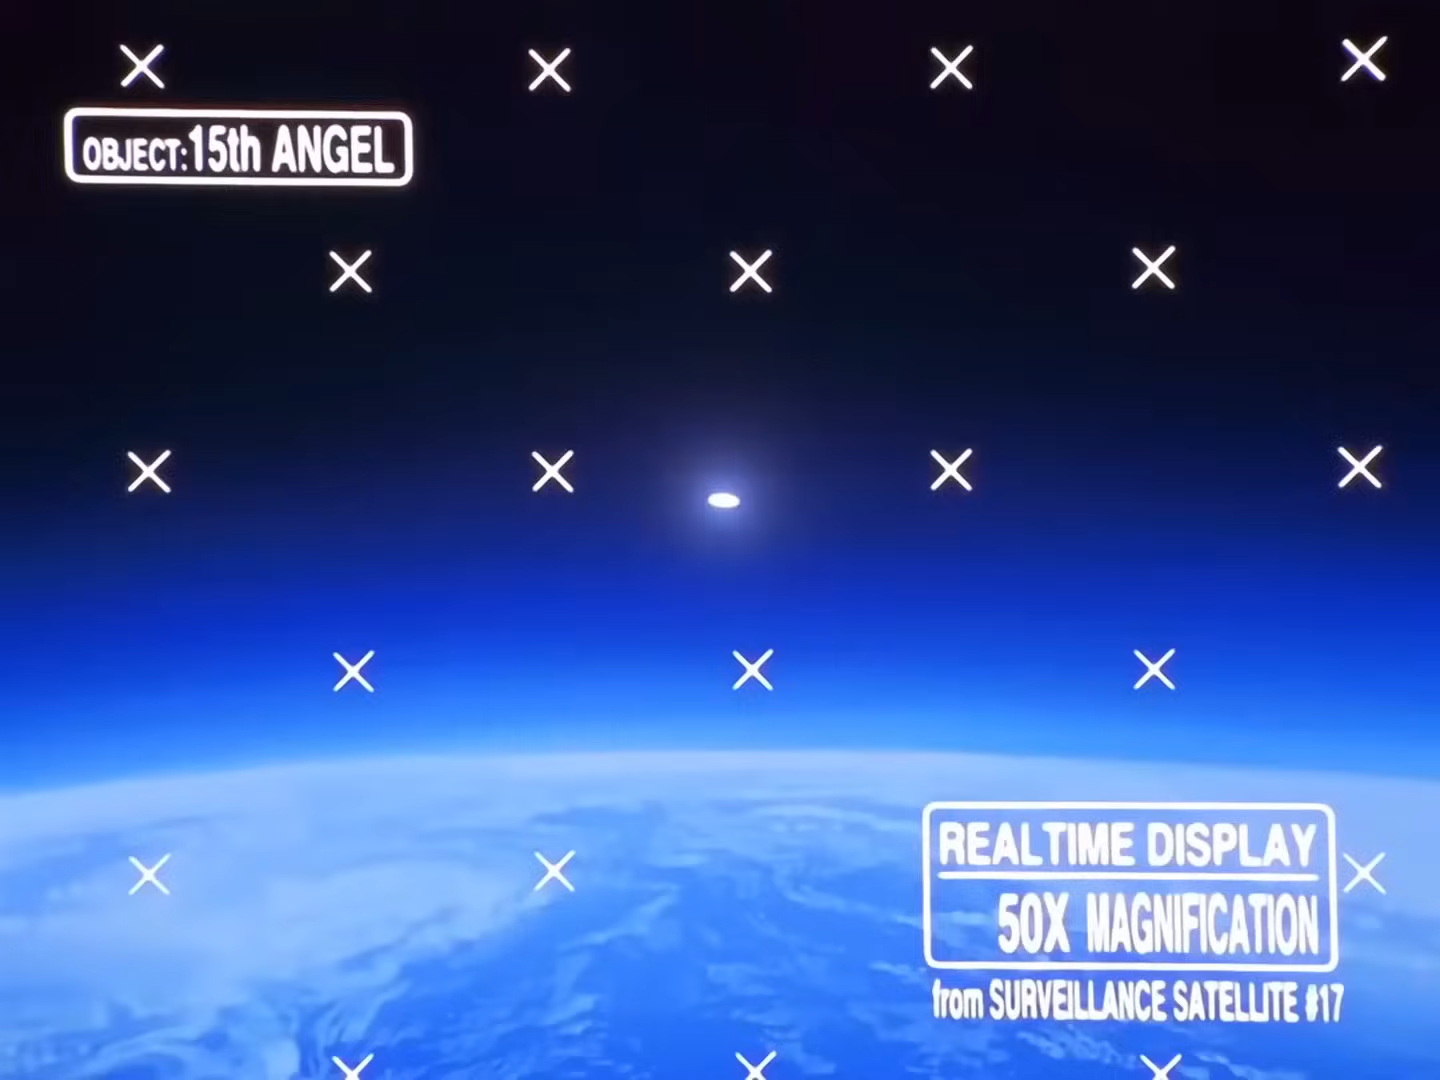 OBJECT:15th ANGEL
REALTIME DISPLAY
50X MAGNIFICATION
from SURVEILLANCE SATELLITE #17